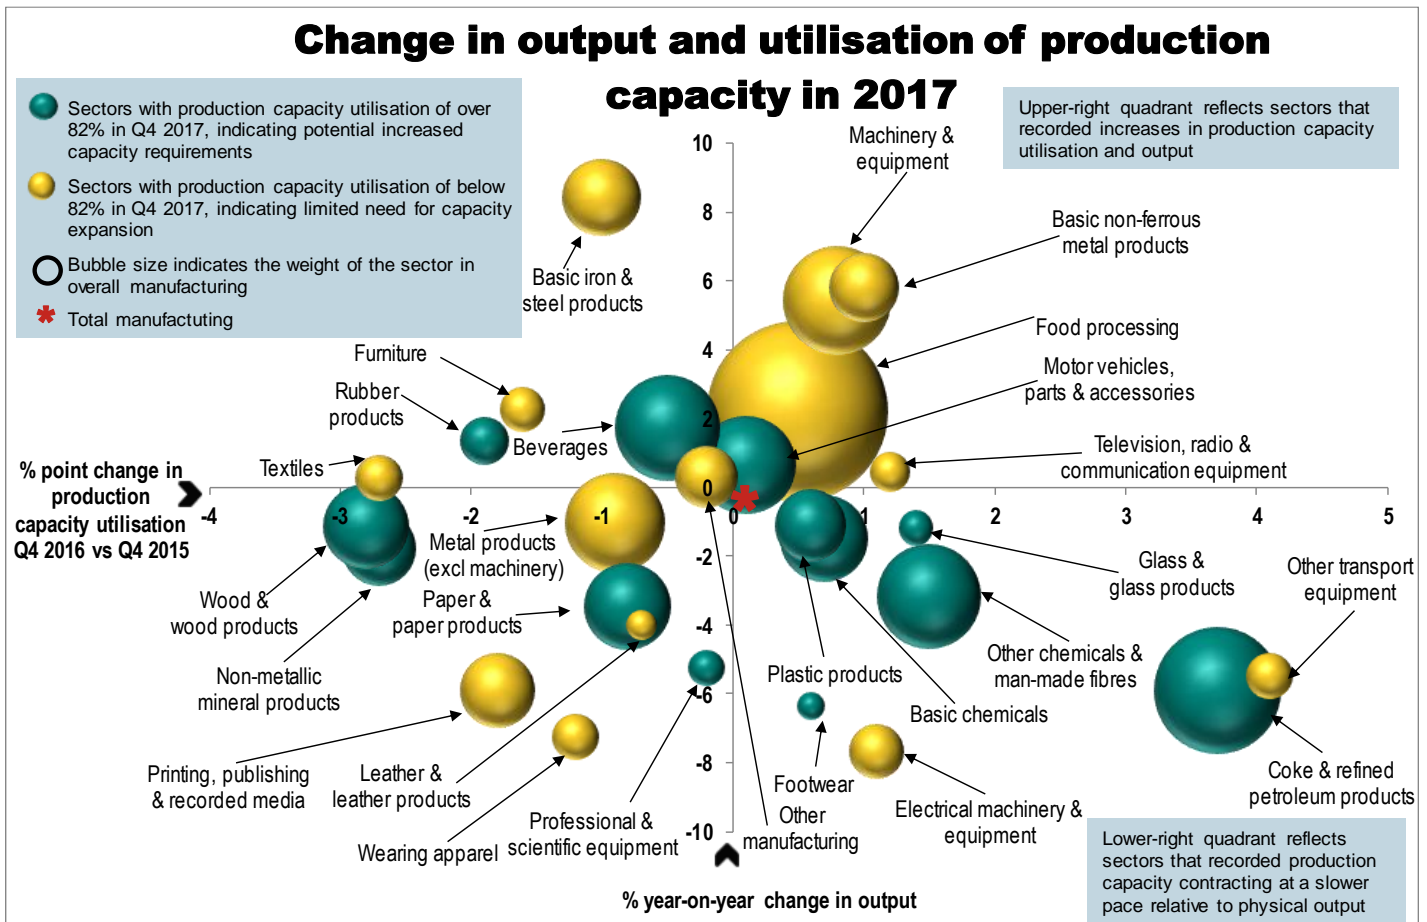 Change in output and utilisation of production
capacity in 2017
Sectors with production capacity utilisation of over
82% in Q4 2017, indicating potential increased
capacity requirements
Sectors with production capacity utilisation of below
82% in Q4 2017, indicating limited need for capacity
expansion
Bubble size indicates the weight of the sector in
overall manufacturing
* Total manufactuting
Upper-right quadrant reflects sectors that
recorded increases in production capacity
utilisation and output
10
8
6
4
2
0
-2
-4
-6
-8
-10
-4
-3
-2
-1
0
1
2
3
4
5
Machinery &
equipment
Basic non-ferrous
metal products
Basic iron &
steel products
Food processing
Furniture
Motor vehicles,
parts & accessories
Rubber
products
Beverages
Television, radio &
communication equipment
Textiles
% point change in
production
capacity utilisation
Q4 2016 vs Q4 2015
Metal products
(excl machinery)
Glass &
glass products
Other transport
equipment
Wood &
wood products
Paper &
paper products
Non-metallic
mineral products
Plastic products
Other chemicals &
man-made fibres
Basic chemicals
Printing, publishing
& recorded media
Leather &
leather products
Footwear
Coke & refined
petroleum products
Wearing apparel
Professional &
scientific equipment
Other
manufacturing
Electrical machinery &
equipment
% year-on-year change in output
Lower-right quadrant reflects
sectors that recorded production
capacity contracting at a slower
pace relative to physical output